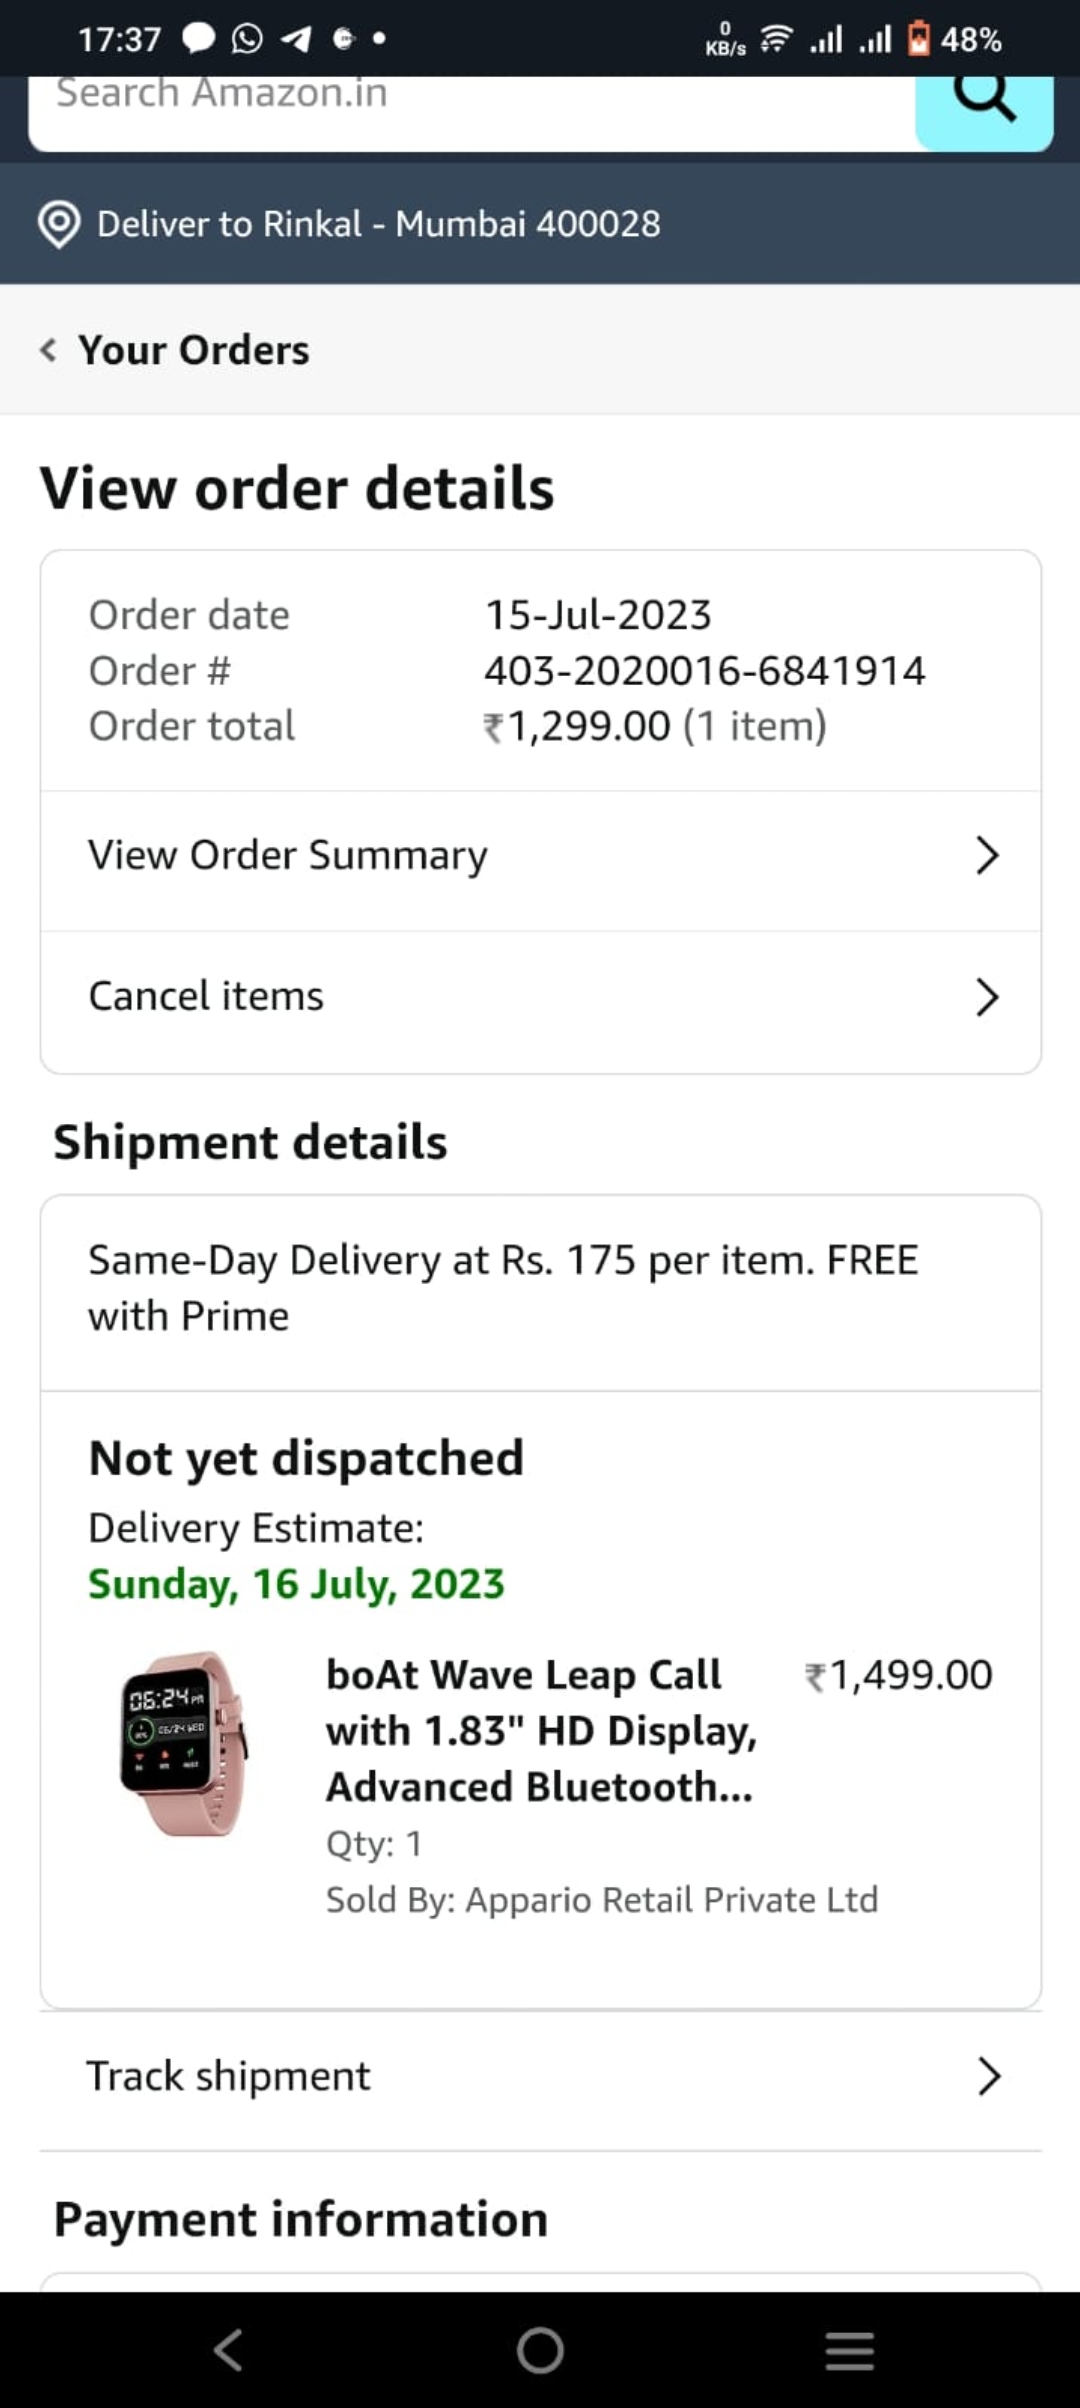 17:37 0 KB/s 48%
Search Amazon.in
Deliver to Rinkal - Mumbai 400028
Your Orders
View order details
Order date 15-Jul-2023
Order # 403-2020016-6841914
Order total ₹1,299.00 (1 item)
View Order Summary
Cancel items
Shipment details
Same-Day Delivery at Rs. 175 per item. FREE
with Prime
Not yet dispatched
Delivery Estimate:
Sunday, 16 July, 2023
06:24 PM
06/24 WED
boAt Wave Leap Call ₹1,499.00
with 1.83" HD Display,
Advanced Bluetooth...
Qty: 1
Sold By: Appario Retail Private Ltd
Track shipment
Payment information